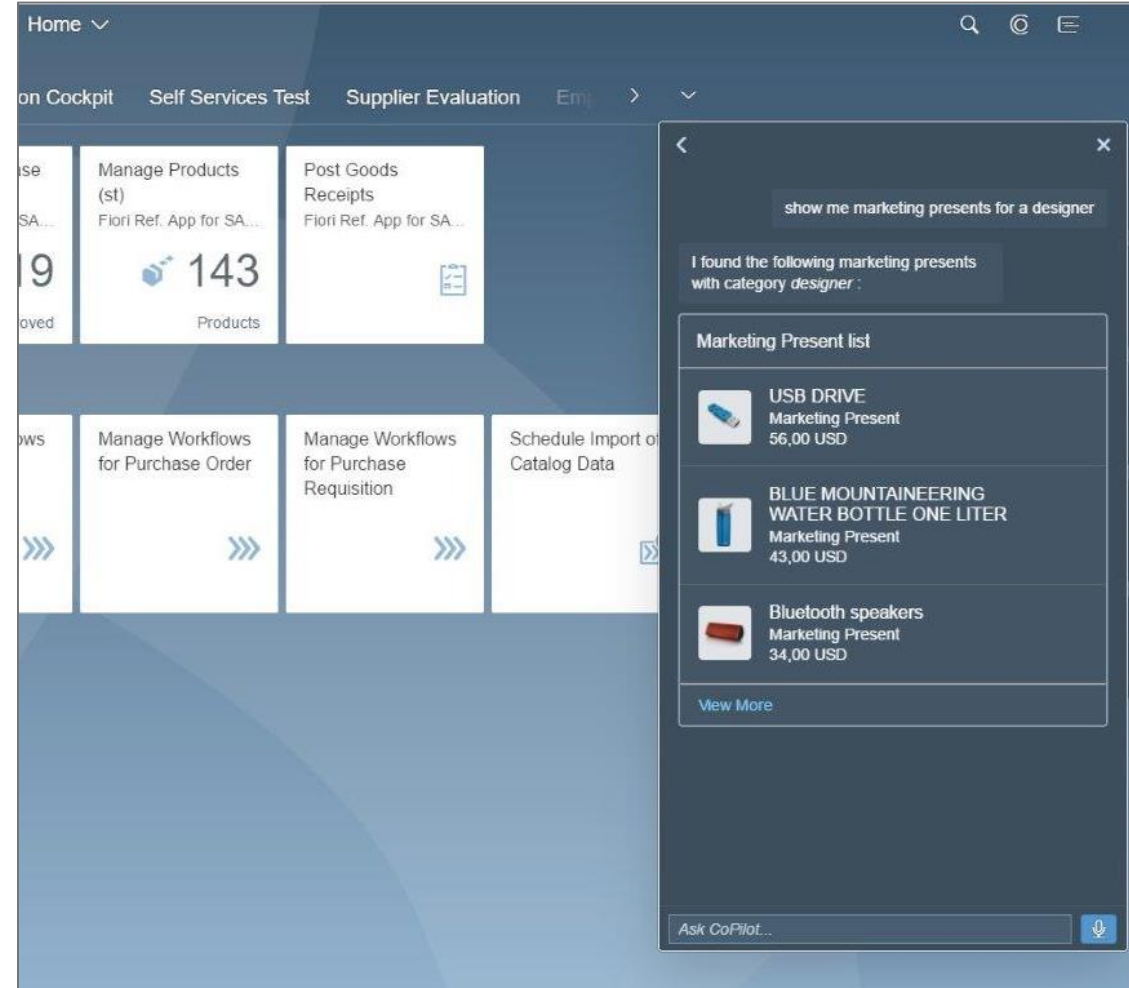 Home
on Cockpit Self Services Test Supplier Evaluation Em
SA...
19
oved
Manage Products
(st)
Fiori Ref. App for SA...
143
Products
Post Goods
Receipts
Fiori Ref. App for SA...
ows
Manage Workflows
for Purchase Order
Manage Workflows
for Purchase
Requisition
Schedule Import of
Catalog Data
show me marketing presents for a designer
I found the following marketing presents
with category designer :
Marketing Present list
USB DRIVE
Marketing Present
56,00 USD
BLUE MOUNTAINEERING
WATER BOTTLE ONE LITER
Marketing Present
43,00 USD
Bluetooth speakers
Marketing Present
34,00 USD
View More
Ask CoPilot...